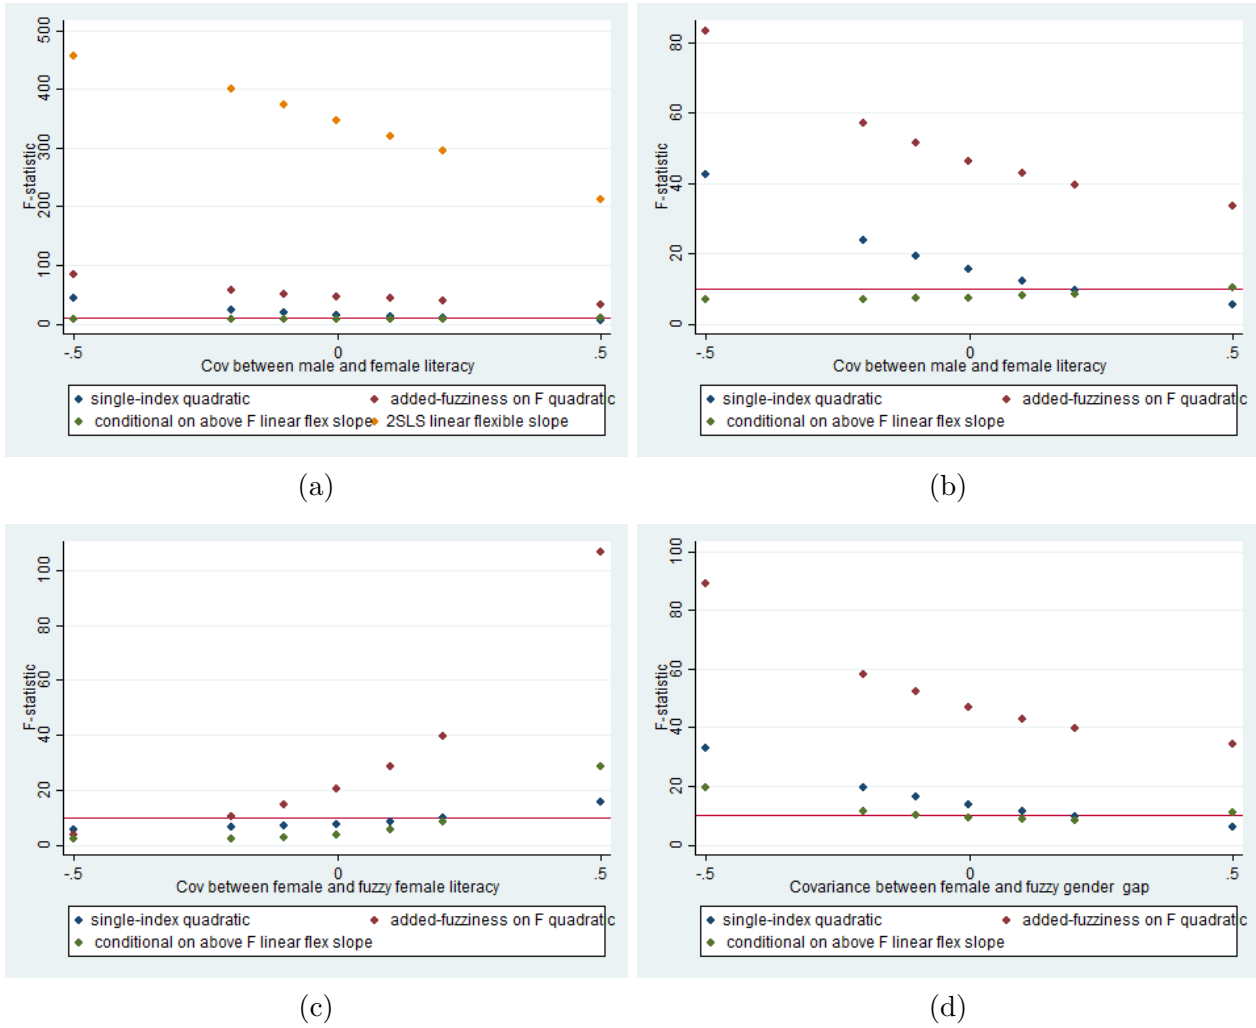 500
400
300
200
100
0
F-statistic
-.5
0
.5
Cov between male and female literacy
single-index quadratic
added-fuzziness on F quadratic
conditional on above F linear flex slope
2SLS linear flexible slope
(a)
80
60
40
20
0
F-statistic
-.5
0
.5
Cov between male and female literacy
single-index quadratic
added-fuzziness on F quadratic
conditional on above F linear flex slope
(b)
100
80
60
40
20
0
F-statistic
-.5
0
.5
Cov between female and fuzzy female literacy
single-index quadratic
added-fuzziness on F quadratic
conditional on above F linear flex slope
(c)
100
80
60
40
20
0
F-statistic
-.5
0
.5
Covariance between female and fuzzy gender gap
single-index quadratic
added-fuzziness on F quadratic
conditional on above F linear flex slope
(d)